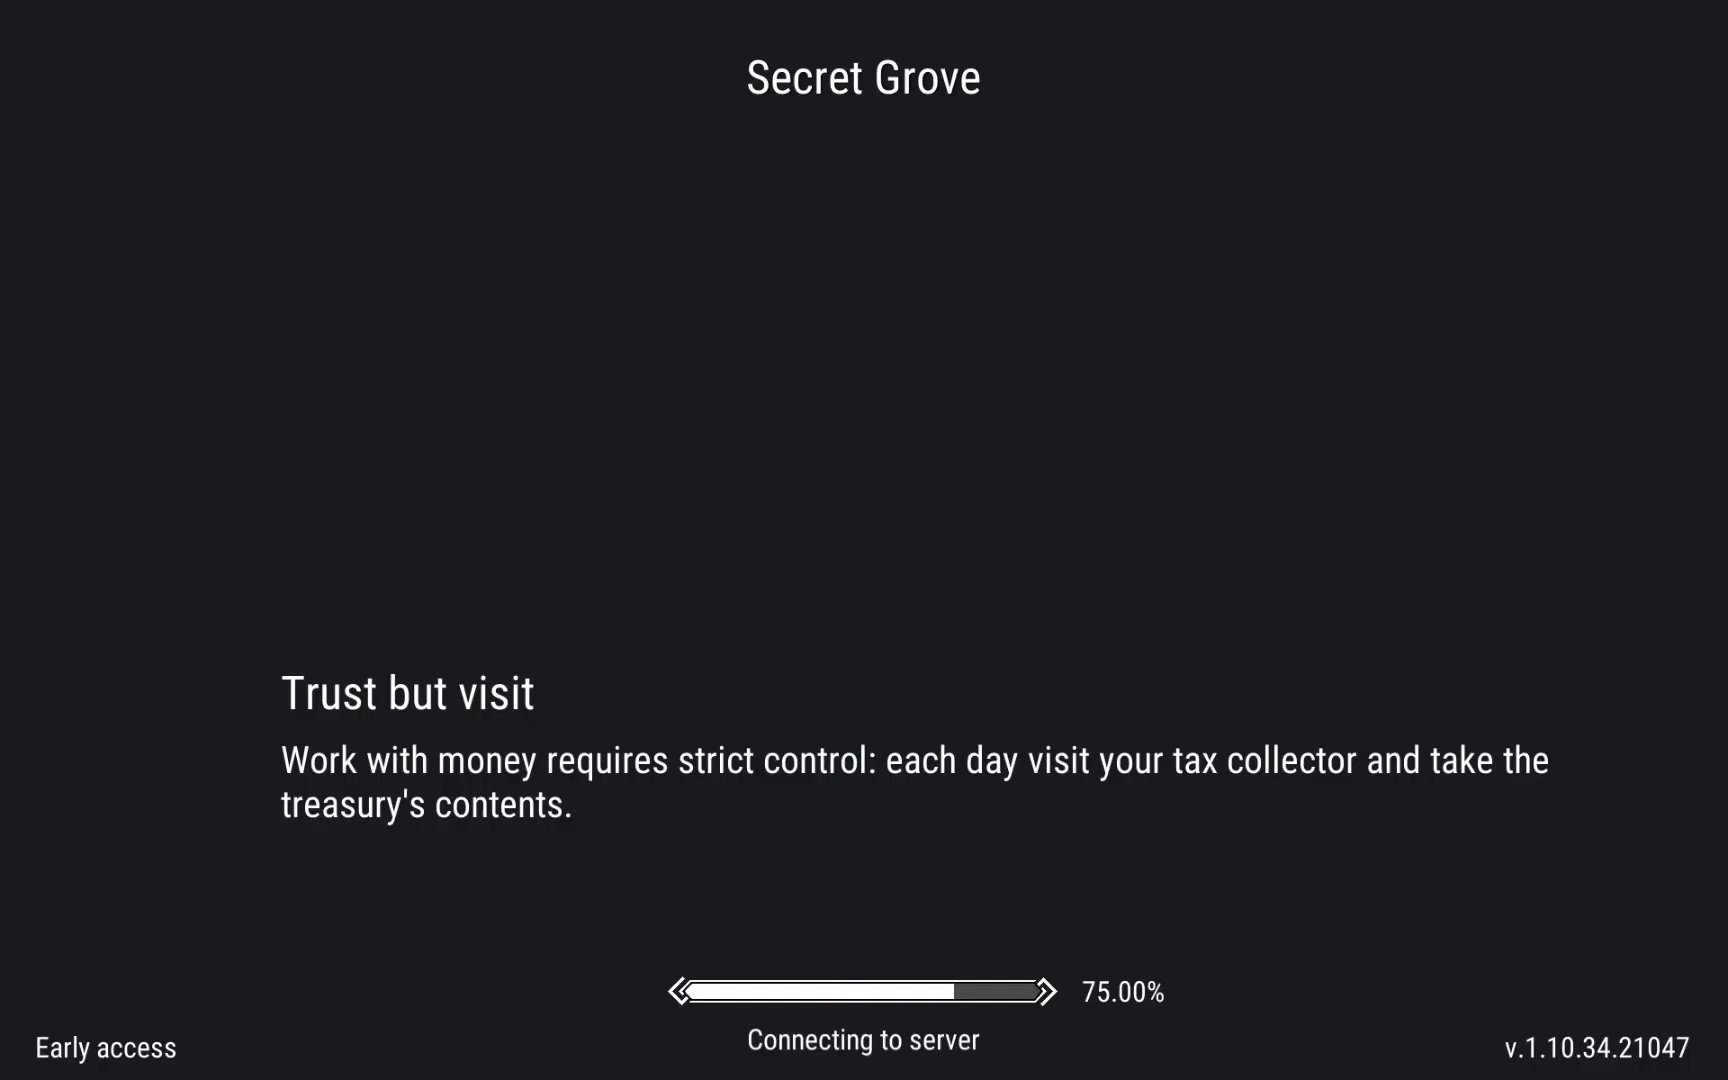 Secret Grove
Trust but visit
Work with money requires strict control: each day visit your tax collector and take the
treasury's contents.
75.00%
Connecting to server
Early access
v.1.10.34.21047